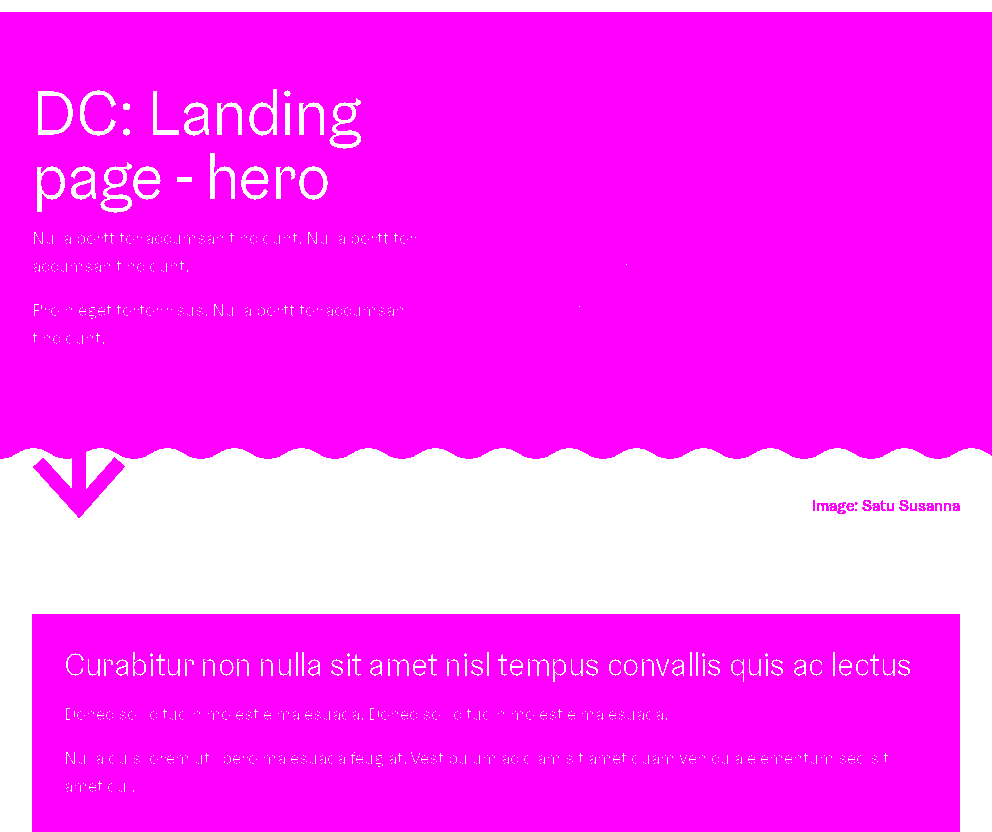 DC: Landing
page - hero
Nulla porttitor accumsan tincidunt. Nulla porttitor
accumsan tincidunt.
Proin eget tortor risus. Nulla porttitor accumsan
tincidunt.
Image: Satu Susanna
Curabitur non nulla sit amet nisl tempus convallis quis ac lectus
Donec sollicitudin molestie malesuada. Donec sollicitudin molestie malesuada.
Nulla quis lorem ut libero malesuada feugiat. Vestibulum ac diam sit amet quam vehicula elementum sed sit
amet dui.